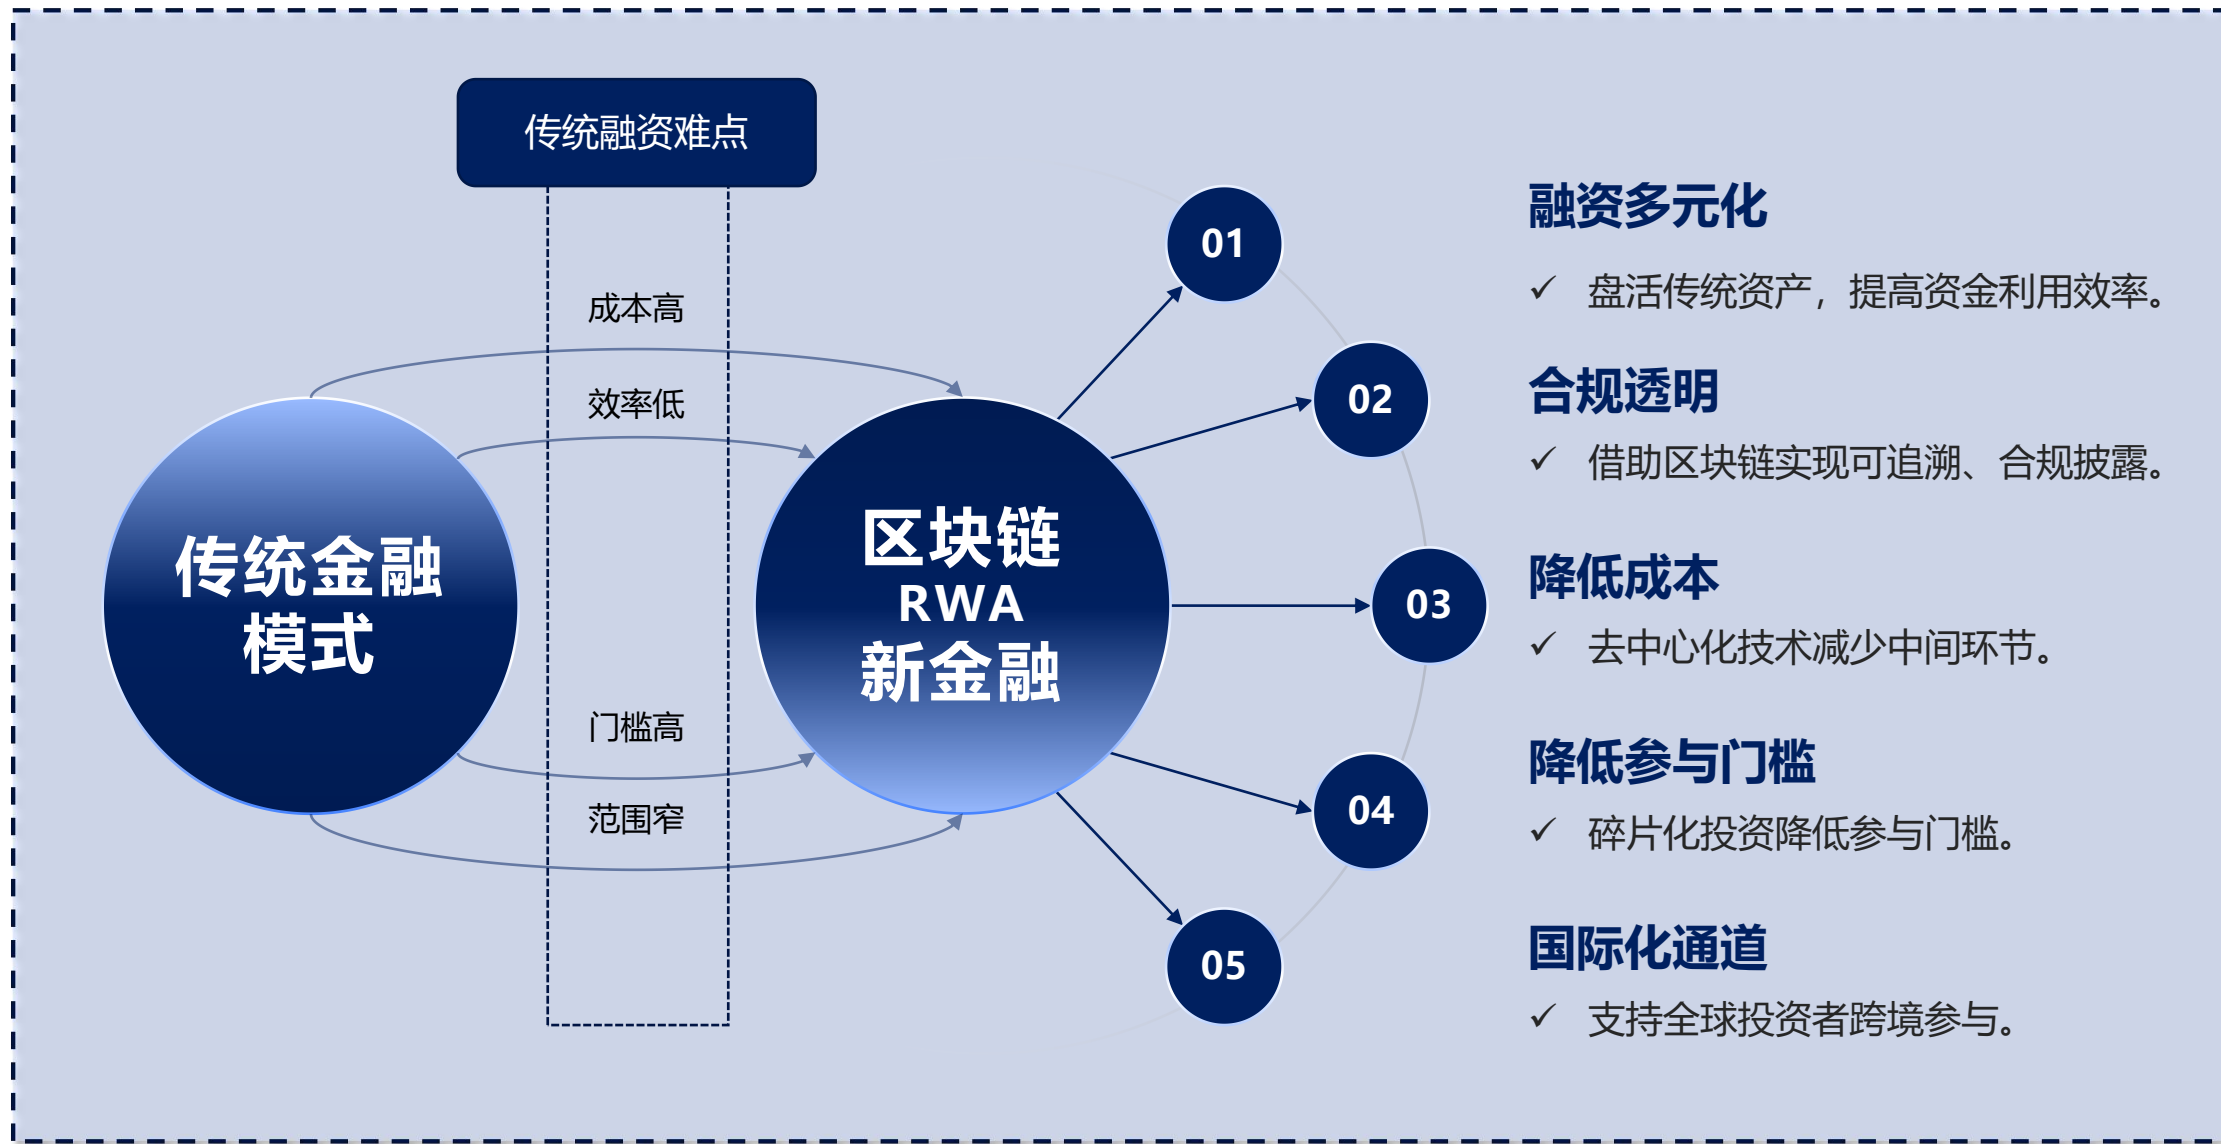 传统融资难点
成本高
效率低
门槛高
范围窄
传统金融
模式
区块链
RWA
新金融
01
融资多元化
✓ 盘活传统资产，提高资金利用效率。
02
合规透明
✓ 借助区块链实现可追溯、合规披露。
03
降低成本
✓ 去中心化技术减少中间环节。
04
降低参与门槛
✓ 碎片化投资降低参与门槛。
05
国际化通道
✓ 支持全球投资者跨境参与。